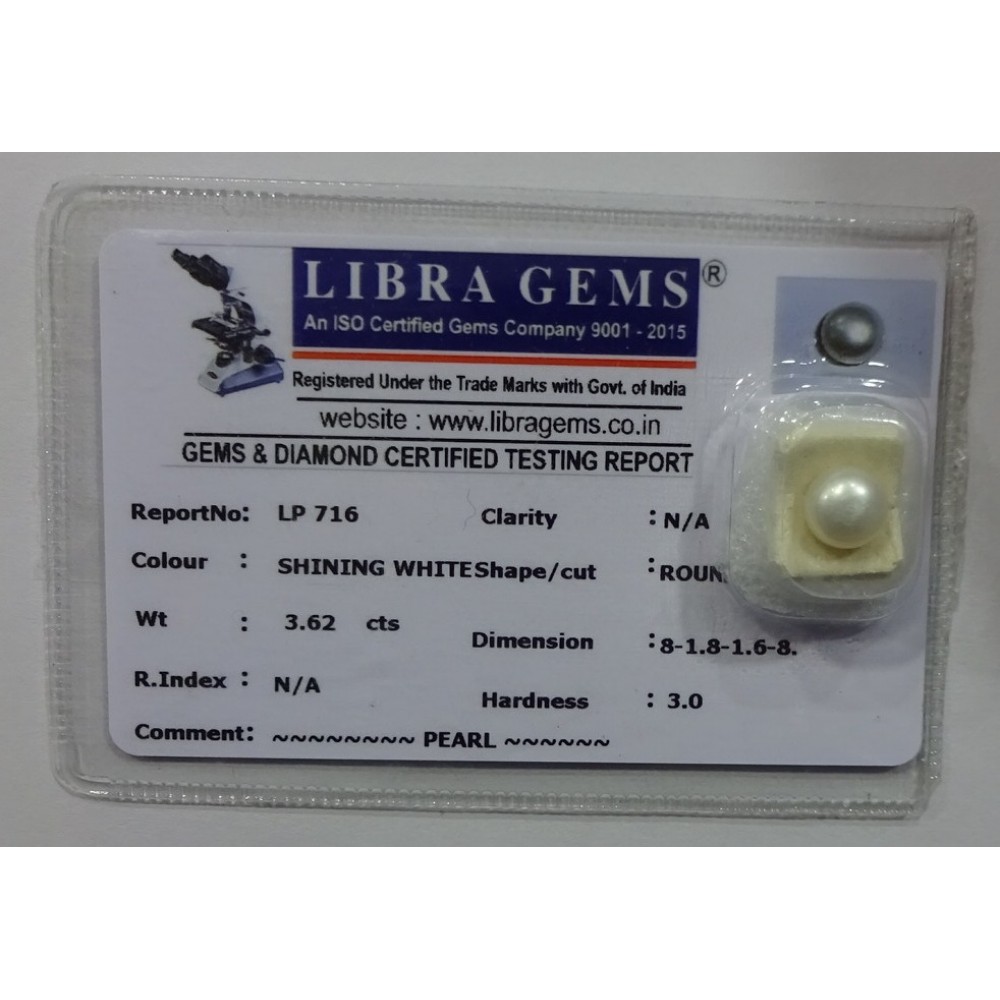 LIBRA GEMS ®
An ISO Certified Gems Company 9001 - 2015
Registered Under the Trade Marks with Govt. of India
website : www.libragems.co.in
GEMS & DIAMOND CERTIFIED TESTING REPORT
ReportNo: LP 716 Clarity : N/A
Colour : SHINING WHITE Shape/cut :ROUN
Wt : 3.62 cts Dimension :8-1.8-1.6-8.
R.Index : N/A Hardness : 3.0
Comment: ~~~~~~~~ PEARL ~~~~~~